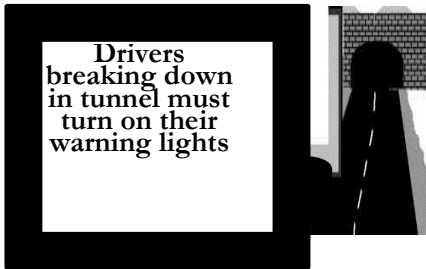 Drivers
breaking down
in tunnel must
turn on their
warning lights